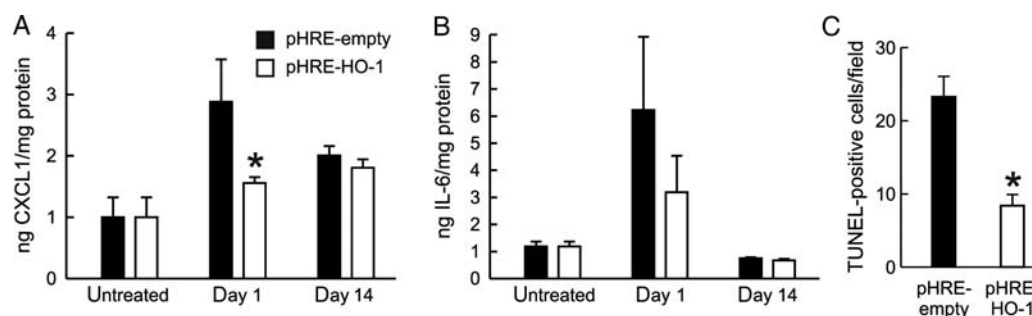 A
pHRE-empty
pHRE-HO-1
ng CXCL1/mg protein
4
3
2
1
0
*
Untreated
Day 1
Day 14
B
ng IL-6/mg protein
9
8
7
6
5
4
3
2
1
0
Untreated
Day 1
Day 14
C
TUNEL-positive cells/field
30
20
10
0
*
pHRE-
empty
pHRE
HO-1